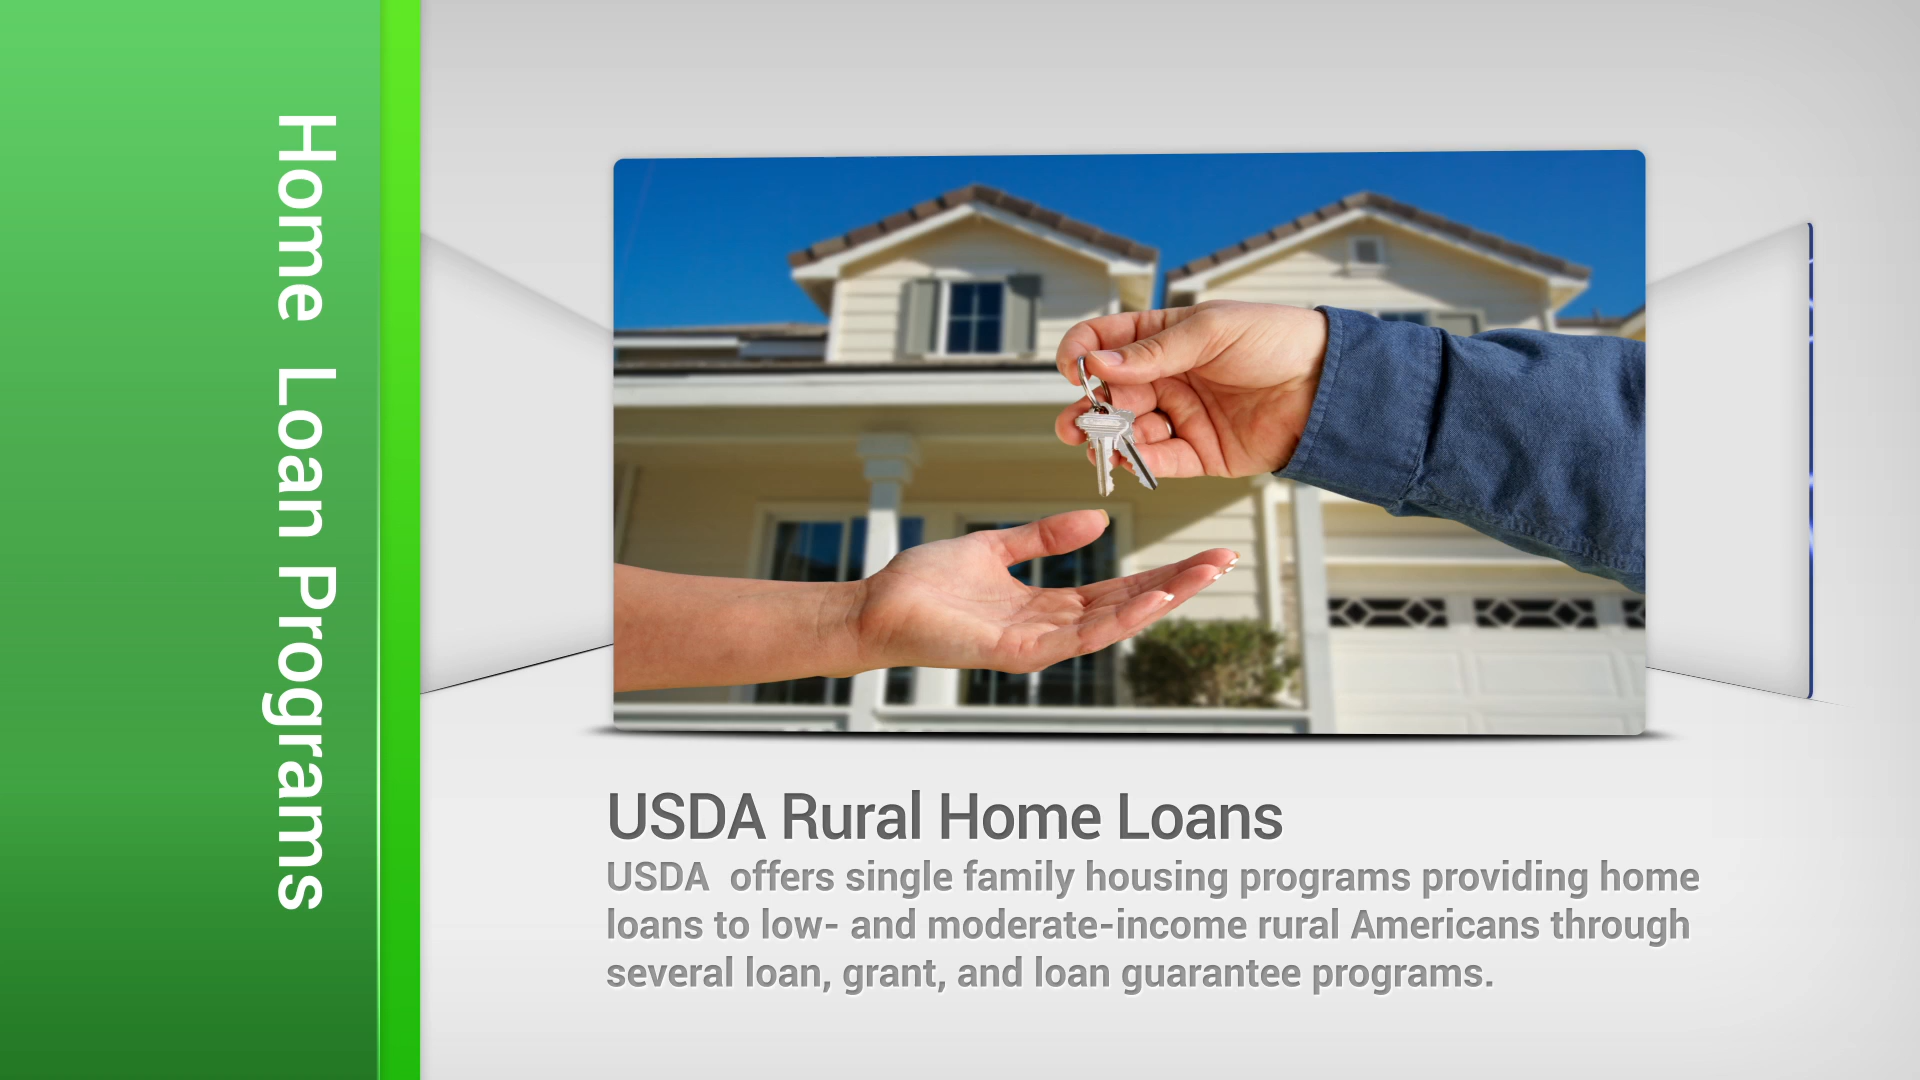 Home Loan Programs
USDA Rural Home Loans
USDA offers single family housing programs providing home
loans to low- and moderate-income rural Americans through
several loan, grant, and loan guarantee programs.